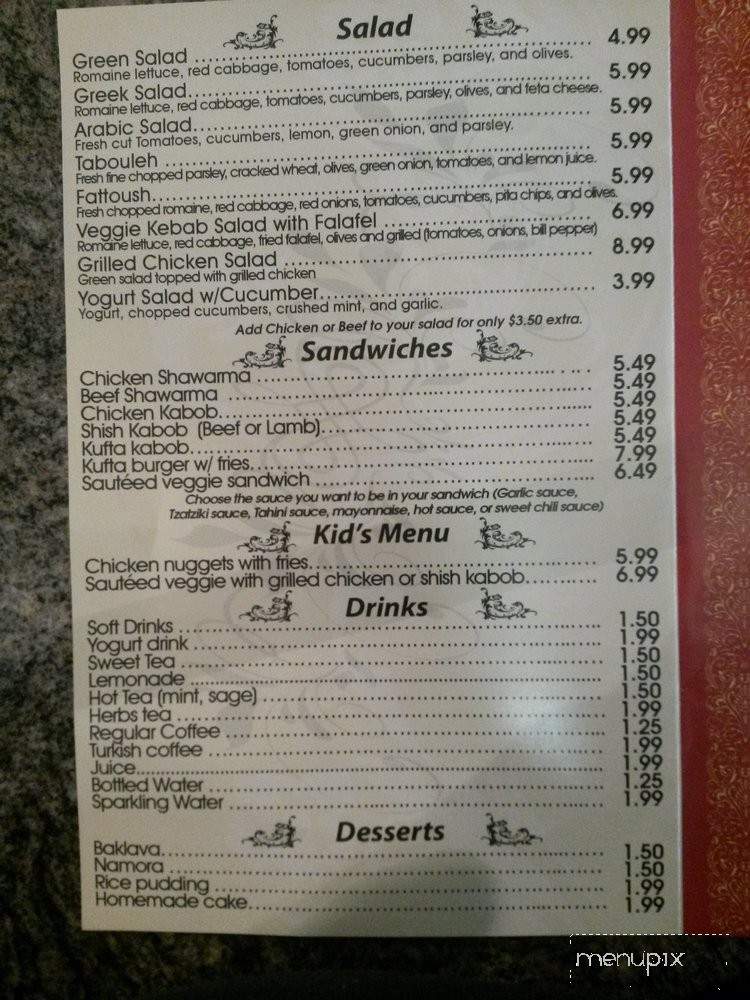 Salad
Green Salad ..... 4.99
Romaine lettuce, red cabbage, tomatoes, cucumbers, parsley, and olives.
Greek Salad..... 5.99
Romaine lettuce, red cabbage, tomatoes, cucumbers, parsley, olives, and feta cheese.
Arabic Salad..... 5.99
Fresh cut Tomatoes, cucumbers, lemon, green onion, and parsley.
Tabouleh ..... 5.99
Fresh fine chopped parsley, cracked wheat, olives, green onion, tomatoes, and lemon juice.
Fattoush..... 5.99
Fresh chopped romaine, red cabbage, red onions, tomatoes, cucumbers, pita chips, and olives.
Veggie Kebab Salad with Falafel ..... 6.99
Romaine lettuce, red cabbage, fried falafel, olives and grilled (tomatoes, onions, bill pepper)
Grilled Chicken Salad ..... 8.99
Green salad topped with grilled chicken
Yogurt Salad w/Cucumber..... 3.99
Yogurt, chopped cucumbers, crushed mint, and garlic.
Add Chicken or Beef to your salad for only $3.50 extra.
Sandwiches
Chicken Shawarma ..... 5.49
Beef Shawarma ..... 5.49
Chicken Kabob..... 5.49
Shish Kabob (Beef or Lamb)..... 5.49
Kufta kabob..... 5.49
Kufta burger w/ fries..... 7.99
Sautéed veggie sandwich ..... 6.49
Choose the sauce you want to be in your sandwich (Garlic sauce,
Tzatziki sauce, Tahini sauce, mayonnaise, hot sauce, or sweet chili sauce)
Kid's Menu
Chicken nuggets with fries..... 5.99
Sautéed veggie with grilled chicken or shish kabob..... 6.99
Drinks
Soft Drinks ..... 1.50
Yogurt drink ..... 1.99
Sweet Tea ..... 1.50
Lemonade ..... 1.50
Hot Tea (mint, sage) ..... 1.50
Herbs tea ..... 1.99
Regular Coffee ..... 1.25
Turkish coffee ..... 1.99
Juice..... 1.99
Bottled Water ..... 1.25
Sparkling Water ..... 1.99
Desserts
Baklava..... 1.50
Namora ..... 1.50
Rice pudding ..... 1.99
Homemade cake..... 1.99
menupix